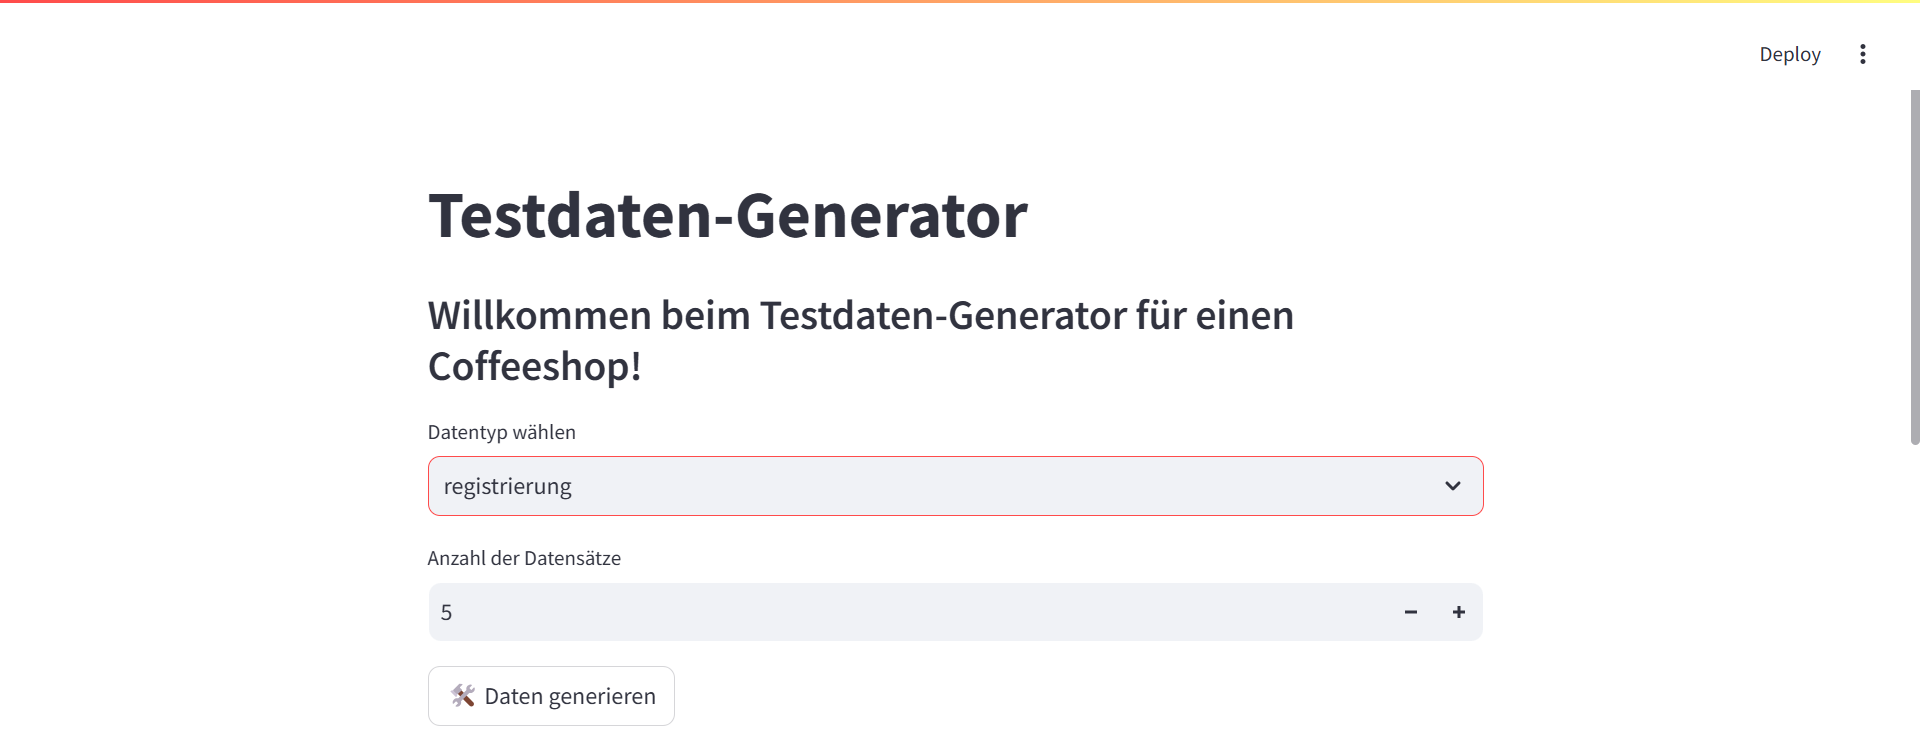 Deploy
Testdaten-Generator
Willkommen beim Testdaten-Generator für einen
Coffeeshop!
Datentyp wählen
registrierung
Anzahl der Datensätze
5
Daten generieren